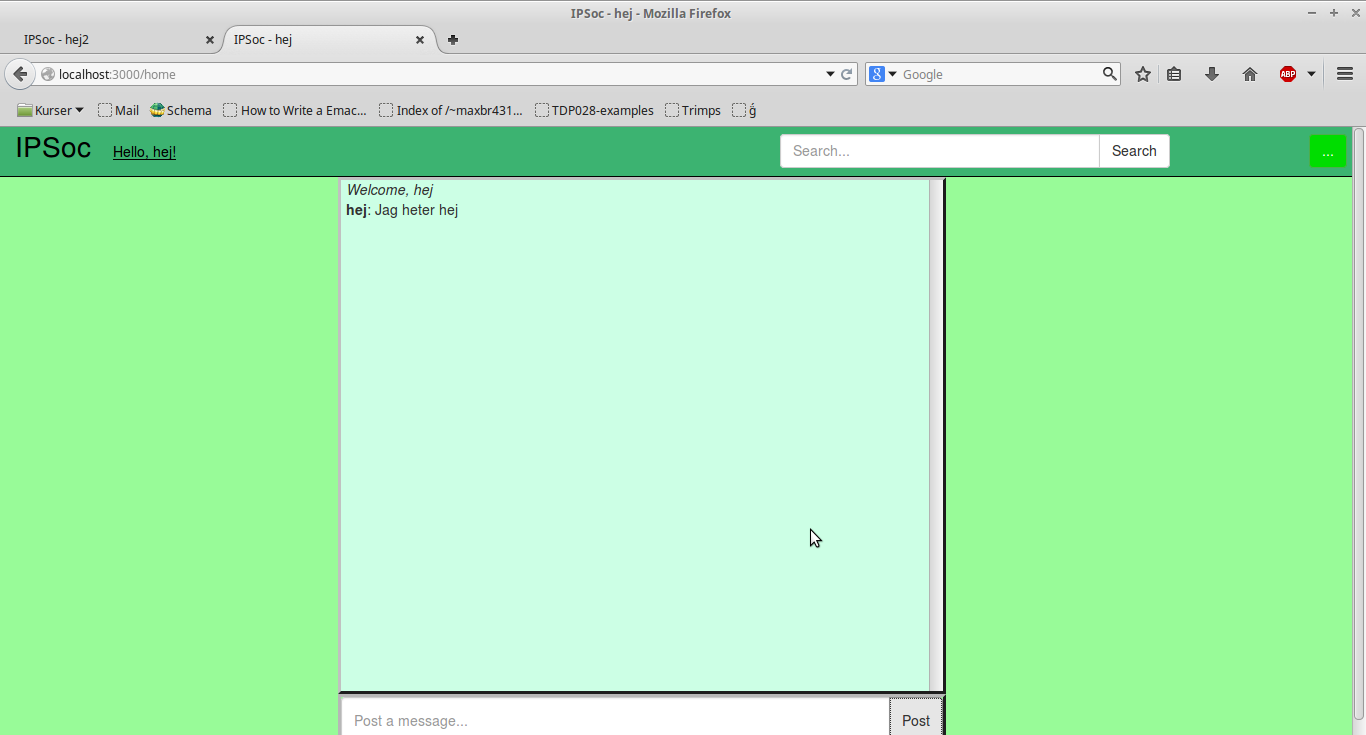 IPSoc - hej - Mozilla Firefox
IPSoc - hej2
IPSoc - hej
localhost:3000/home
Google
ABP
Kurser
Mail
Schema
How to Write a Emac...
Index of /~maxbr431...
TDP028-examples
Trimps
ǵ
IPSoc
Hello, hej!
Search...
Search
...
Welcome, hej
hej: Jag heter hej
Post a message...
Post